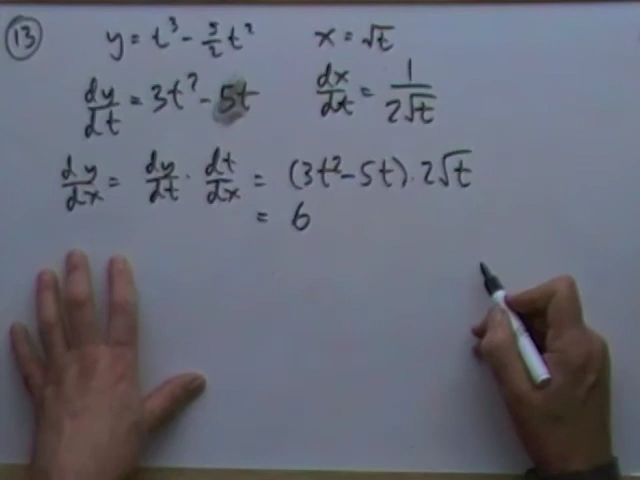 13 y = t³ - 5/2 t² x = √t
dy/dt = 3t² - 5t dx/dt = 1/2√t
dy/dx = dy/dt · dt/dx = (3t² - 5t) · 2√t
= 6